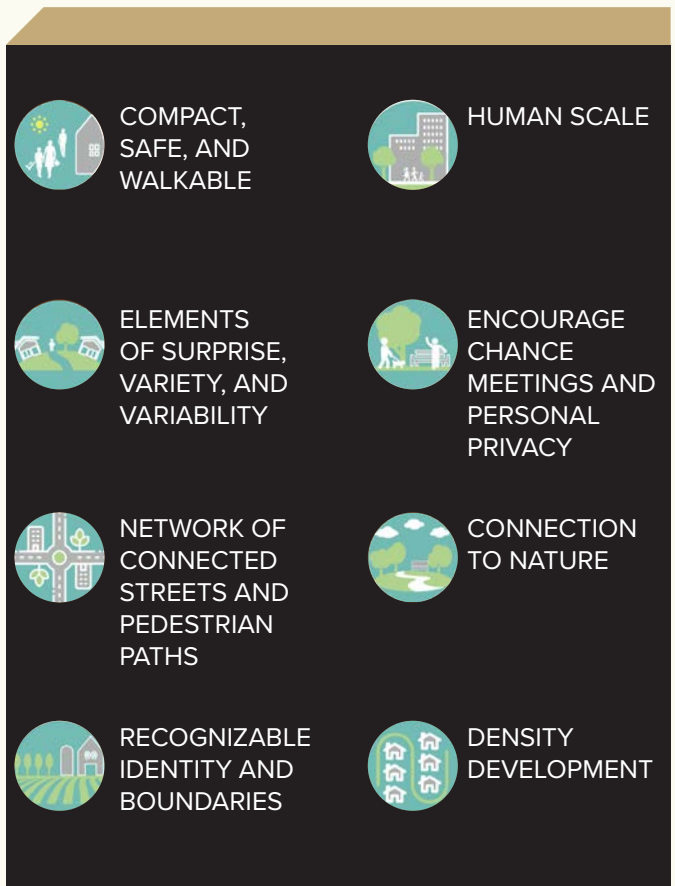 COMPACT,
SAFE, AND
WALKABLE
HUMAN SCALE
ELEMENTS
OF SURPRISE,
VARIETY, AND
VARIABILITY
ENCOURAGE
CHANCE
MEETINGS AND
PERSONAL
PRIVACY
NETWORK OF
CONNECTED
STREETS AND
PEDESTRIAN
PATHS
CONNECTION
TO NATURE
RECOGNIZABLE
IDENTITY AND
BOUNDARIES
DENSITY
DEVELOPMENT